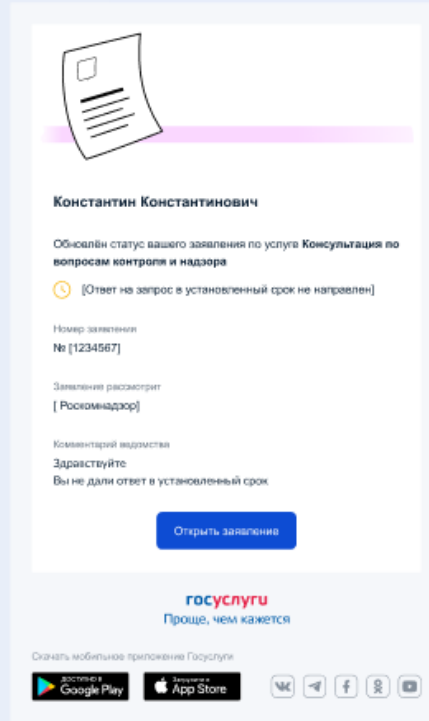 Константин Константинович
Обновлён статус вашего заявления по услуге Консультация по
вопросам контроля и надзора
[Ответ на запрос в установленный срок не направлен]
Номер заявления
№ [1234567]
Заявление рассмотрит
[ Роскомнадзор]
Комментарий ведомства
Здравствуйте
Вы не дали ответ в установленный срок
Открыть заявление
госуслуги
Проще, чем кажется
Скачать мобильное приложение Госуслуги
ДОСТУПНО В
Google Play
Загрузите в
App Store